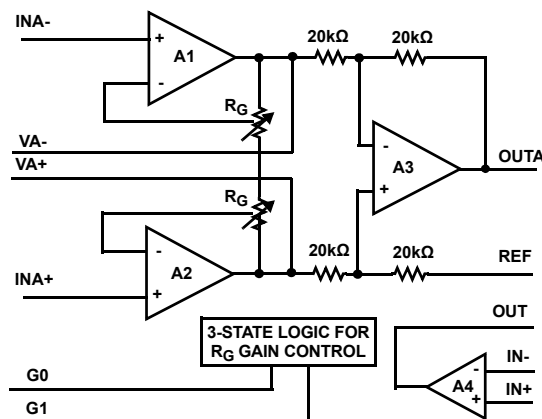 INA-
+
A1
-
20kΩ
20kΩ
RG
VA-
VA+
-
A3
+
OUTA
RG
-
A2
+
20kΩ
20kΩ
REF
INA+
3-STATE LOGIC FOR
RG GAIN CONTROL
OUT
-
IN-
A4
+
IN+
G0
G1